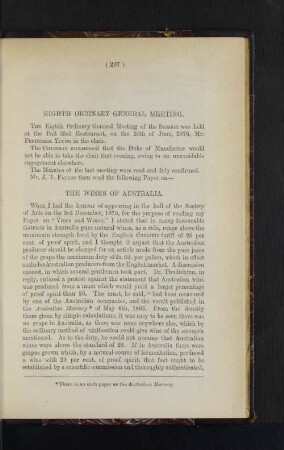 ( 297 )
EIGHTH ORDINARY GENERAL MEETING.
THE Eighth Ordinary General Meeting of the Session was held
at the Pall Mall Restaurant, on the 26th of June, 1874, MR.
FREDERICK YOUNG in the chair.
The CHAIRMAN announced that the Duke of Manchester would
not be able to take the chair that evening, owing to an unavoidable
engagement elsewhere.
The Minutes of the last meeting were read and duly confirmed.
MR. J. T. FALLON then read the following Paper on—
THE WINES OF AUSTRALIA.
When I had the honour of appearing in the hall of the Society
of Arts on the 3rd December, 1873, for the purpose of reading my
Paper on "Vines and Wines," I stated that in many favourable
districts in Australia pure natural wines, as a rule, range above the
maximum strength fixed by the English Customs tariff of 26 per
cent. of proof spirit, and I thought it unjust that the Australian
producer should be charged for an article made from the pure juice
of the grape the maximum duty of 2s. 6d. per gallon, which in effect
excludes Australian producers from the English market. A discussion
ensued, in which several gentlemen took part. Dr. Thudichum, in
reply, entered a protest against the statement that Australian wine
was produced from a must which would yield a larger percentage
of proof spirit than 26. The must, he said, "had been removed
by one of the Australian companies, and the result published in
the Australian Mercury* of May 6th, 1865. From the density
there given by simple calculations, it was easy to be seen there was
no grape in Australia, as there was none anywhere else, which by
the ordinary method of vinification could give wine of the strength
mentioned. As to the duty, he could not assume that Australian
wines were above the standard of 26. If in Australia vines were
grapes grown which, by a natural course of fermentation, produced
a wine with 29 per cent. of proof spirit, that fact ought to be
established by a scientific commission and thoroughly authenticated,
* There is no such paper as the Australian Mercury.